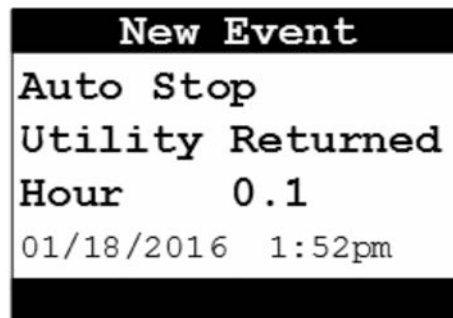 New Event
Auto Stop
Utility Returned
Hour 0.1
01/18/2016 1:52pm